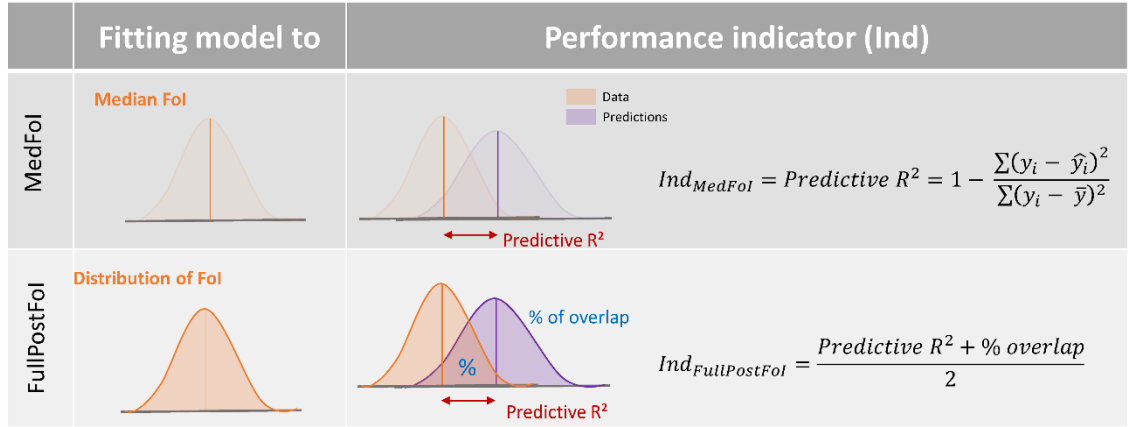 Fitting model to
Performance indicator (Ind)
MedFoI
Median FoI
Data
Predictions
Predictive R²
Ind_MedFoI = Predictive R² = 1 − ∑(y_i − ŷ_i)² / ∑(y_i − ȳ)²
FullPostFoI
Distribution of FoI
% of overlap
%
Predictive R²
Ind_FullPostFoI = (Predictive R² + % overlap) / 2